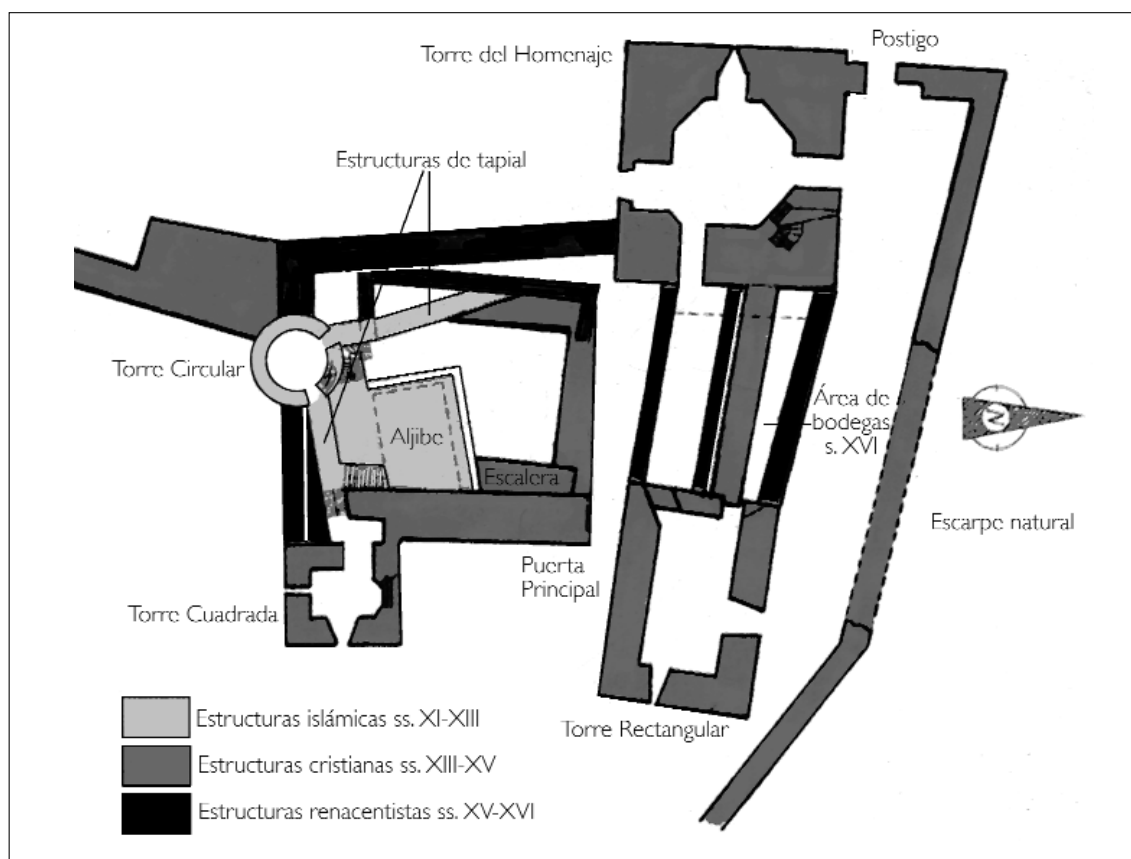 Torre del Homenaje
Postigo
Estructuras de tapial
Torre Circular
Aljibe
Escalera
Área de
bodegas
s. XVI
N
Escarpe natural
Puerta
Principal
Torre Cuadrada
Torre Rectangular
Estructuras islámicas ss. XI-XIII
Estructuras cristianas ss. XIII-XV
Estructuras renacentistas ss. XV-XVI